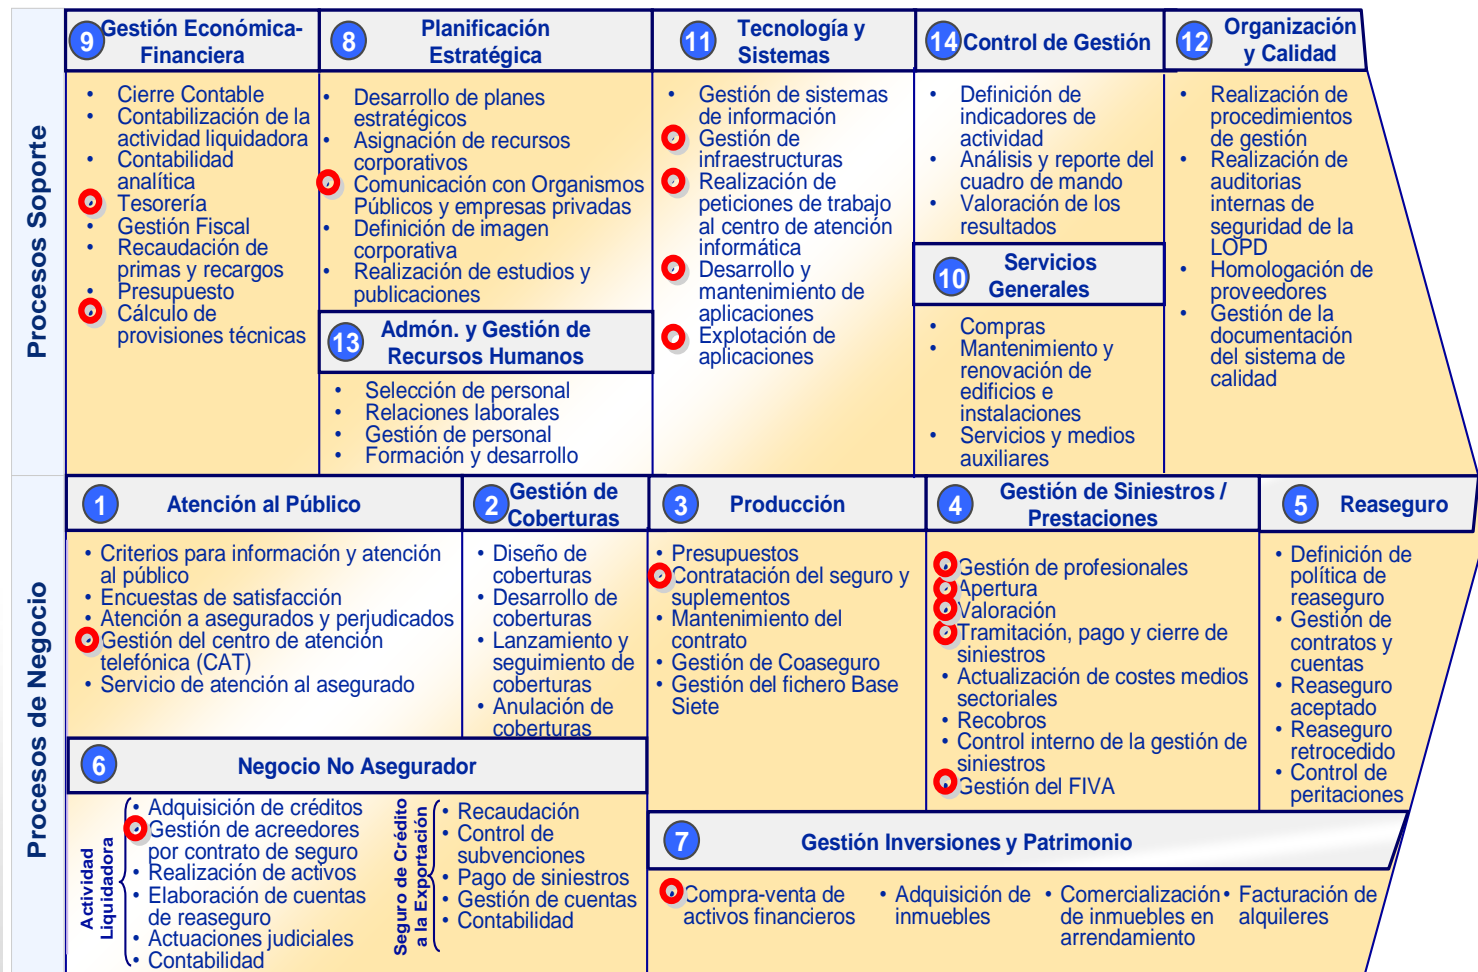 Procesos Soporte
9 Gestión Económica-
Financiera
• Cierre Contable
• Contabilización de la
actividad liquidadora
• Contabilidad
analítica
• Tesorería
• Gestión Fiscal
• Recaudación de
primas y recargos
• Presupuesto
• Cálculo de
provisiones técnicas
8 Planificación
Estratégica
• Desarrollo de planes
estratégicos
• Asignación de recursos
corporativos
• Comunicación con Organismos
Públicos y empresas privadas
• Definición de imagen
corporativa
• Realización de estudios y
publicaciones
13 Admón. y Gestión de
Recursos Humanos
• Selección de personal
• Relaciones laborales
• Gestión de personal
• Formación y desarrollo
11 Tecnología y
Sistemas
• Gestión de sistemas
de información
• Gestión de
infraestructuras
• Realización de
peticiones de trabajo
al centro de atención
informática
• Desarrollo y
mantenimiento de
aplicaciones
• Explotación de
aplicaciones
14 Control de Gestión
• Definición de
indicadores de
actividad
• Análisis y reporte del
cuadro de mando
• Valoración de los
resultados
10 Servicios
Generales
• Compras
• Mantenimiento y
renovación de
edificios e
instalaciones
• Servicios y medios
auxiliares
12 Organización
y Calidad
• Realización de
procedimientos
de gestión
• Realización de
auditorias
internas de
seguridad de la
LOPD
• Homologación de
proveedores
• Gestión de la
documentación
del sistema de
calidad
Procesos de Negocio
1 Atención al Público
• Criterios para información y atención
al público
• Encuestas de satisfacción
• Atención a asegurados y perjudicados
• Gestión del centro de atención
telefónica (CAT)
• Servicio de atención al asegurado
2 Gestión de
Coberturas
• Diseño de
coberturas
• Desarrollo de
coberturas
• Lanzamiento y
seguimiento de
coberturas
• Anulación de
coberturas
3 Producción
• Presupuestos
• Contratación del seguro y
suplementos
• Mantenimiento del
contrato
• Gestión de Coaseguro
• Gestión del fichero Base
Siete
4 Gestión de Siniestros /
Prestaciones
• Gestión de profesionales
• Apertura
• Valoración
• Tramitación, pago y cierre de
siniestros
• Actualización de costes medios
sectoriales
• Recobros
• Control interno de la gestión de
siniestros
• Gestión del FIVA
5 Reaseguro
• Definición de
política de
reaseguro
• Gestión de
contratos y
cuentas
• Reaseguro
aceptado
• Reaseguro
retrocedido
• Control de
peritaciones
6 Negocio No Asegurador
Actividad
Liquidadora
• Adquisición de créditos
• Gestión de acreedores
por contrato de seguro
• Realización de activos
• Elaboración de cuentas
de reaseguro
• Actuaciones judiciales
• Contabilidad
Seguro de Crédito
a la Exportación
• Recaudación
• Control de
subvenciones
• Pago de siniestros
• Gestión de cuentas
• Contabilidad
7 Gestión Inversiones y Patrimonio
• Compra-venta de
activos financieros
• Adquisición de
inmuebles
• Comercialización
de inmuebles en
arrendamiento
• Facturación de
alquileres